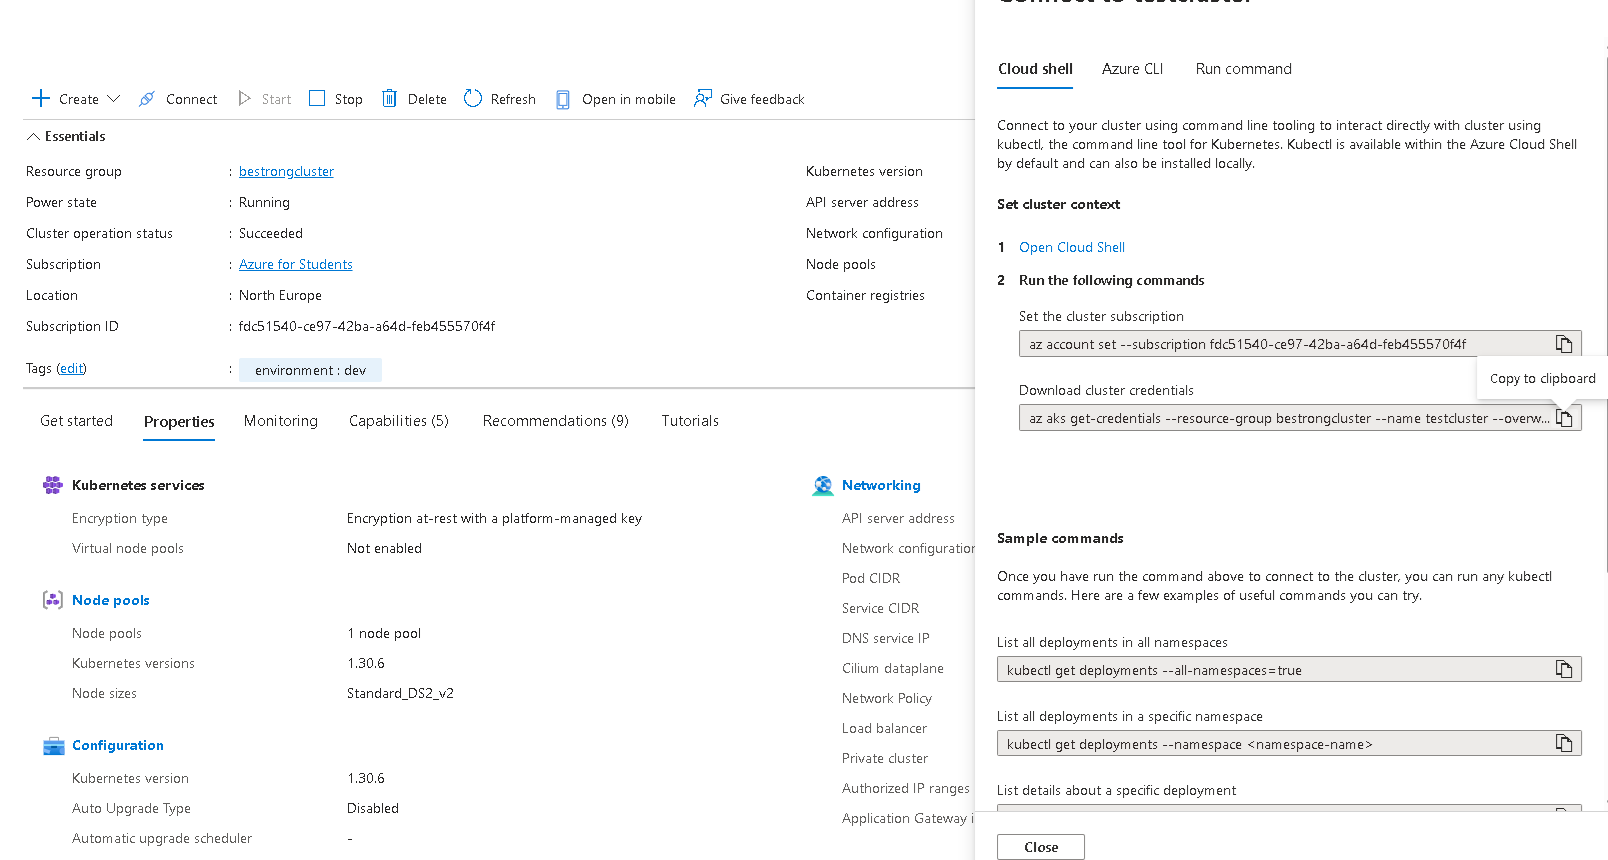 Create
Connect
Start
Stop
Delete
Refresh
Open in mobile
Give feedback
Essentials
Resource group : bestrongcluster
Power state : Running
Cluster operation status : Succeeded
Subscription : Azure for Students
Location : North Europe
Subscription ID : fdc51540-ce97-42ba-a64d-feb455570f4f
Tags (edit) : environment : dev
Kubernetes version
API server address
Network configuration
Node pools
Container registries
Get started
Properties
Monitoring
Capabilities (5)
Recommendations (9)
Tutorials
Kubernetes services
Encryption type Encryption at-rest with a platform-managed key
Virtual node pools Not enabled
Node pools
Node pools 1 node pool
Kubernetes versions 1.30.6
Node sizes Standard_DS2_v2
Configuration
Kubernetes version 1.30.6
Auto Upgrade Type Disabled
Automatic upgrade scheduler -
Networking
API server address
Network configuration
Pod CIDR
Service CIDR
DNS service IP
Cilium dataplane
Network Policy
Load balancer
Private cluster
Authorized IP ranges
Application Gateway
Connect to testcluster
Cloud shell
Azure CLI
Run command
Connect to your cluster using command line tooling to interact directly with cluster using
kubectl, the command line tool for Kubernetes. Kubectl is available within the Azure Cloud Shell
by default and can also be installed locally.
Set cluster context
1 Open Cloud Shell
2 Run the following commands
Set the cluster subscription
az account set --subscription fdc51540-ce97-42ba-a64d-feb455570f4f
Copy to clipboard
Download cluster credentials
az aks get-credentials --resource-group bestrongcluster --name testcluster --overw...
Sample commands
Once you have run the command above to connect to the cluster, you can run any kubectl
commands. Here are a few examples of useful commands you can try.
List all deployments in all namespaces
kubectl get deployments --all-namespaces=true
List all deployments in a specific namespace
kubectl get deployments --namespace <namespace-name>
List details about a specific deployment
Close